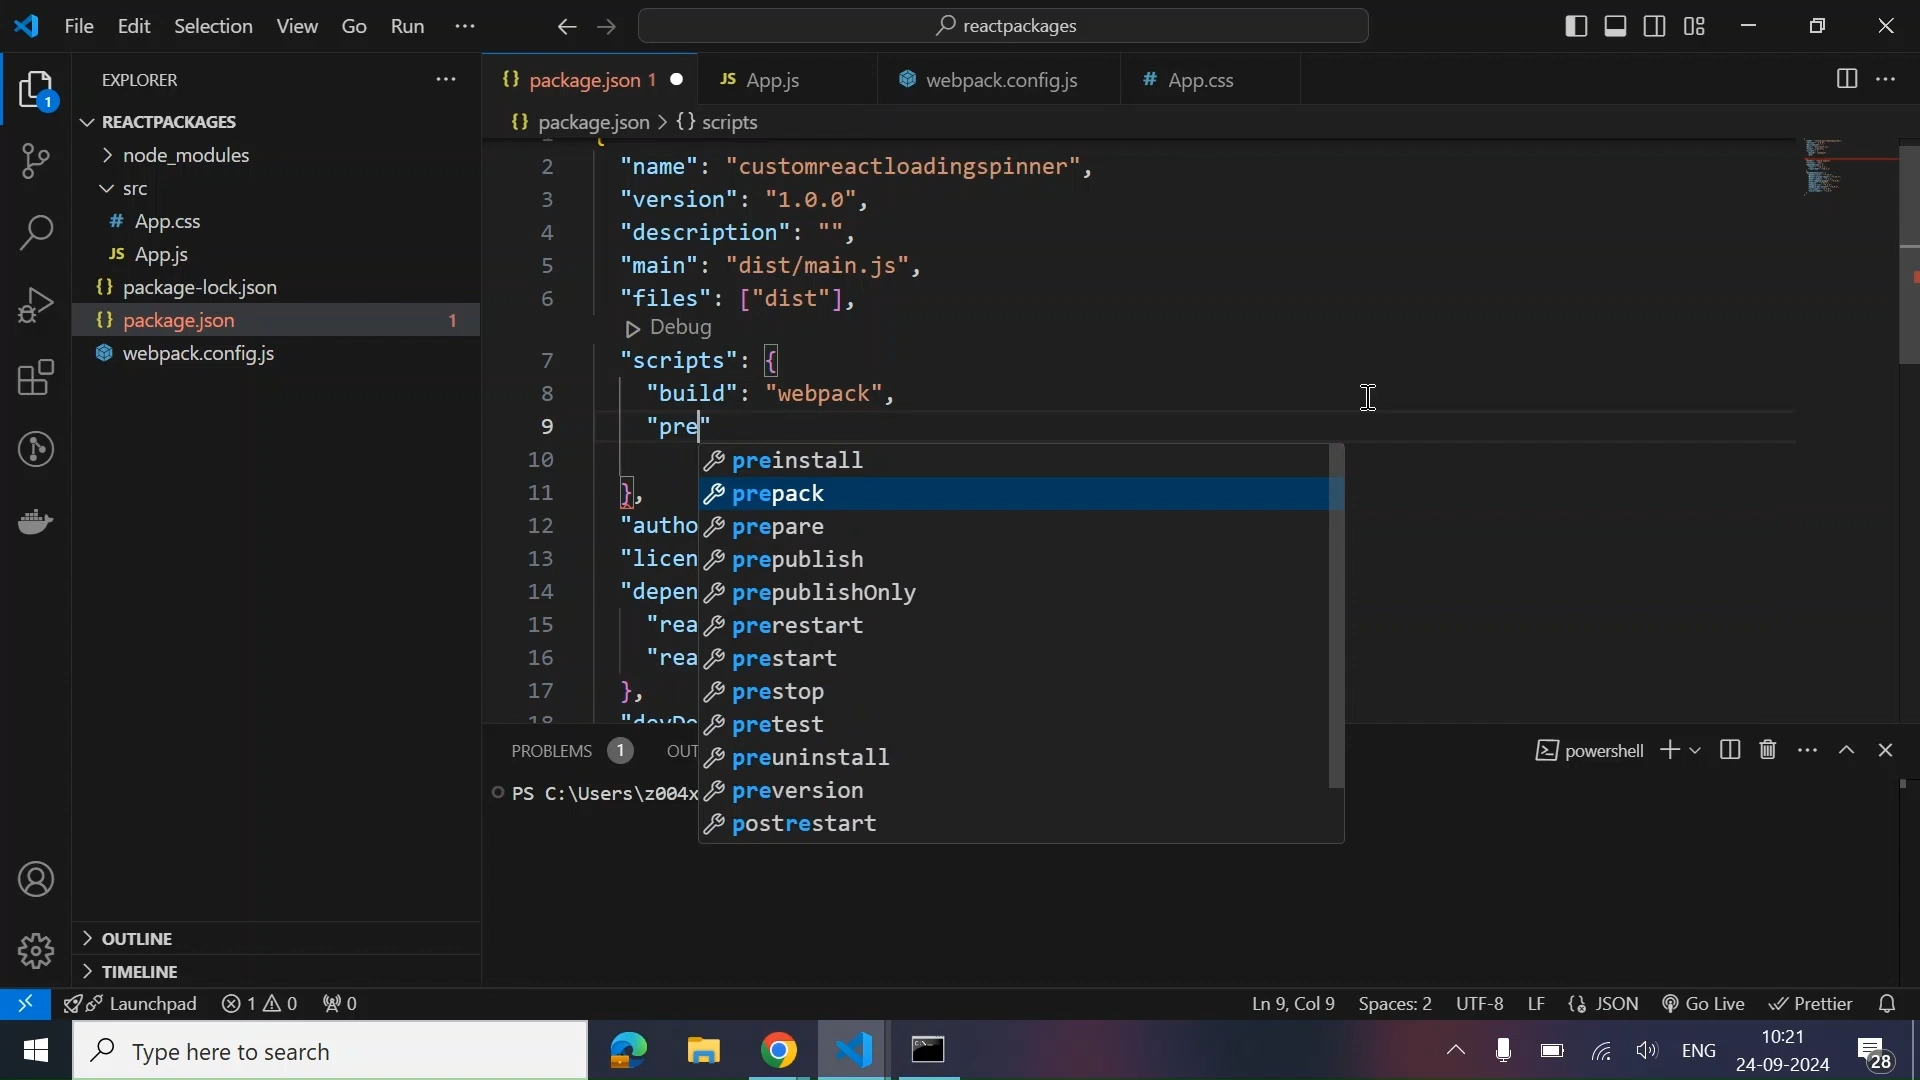 File Edit Selection View Go Run ···
reactpackages
EXPLORER ···
REACTPACKAGES
node_modules
src
# App.css
JS App.js
{} package-lock.json
{} package.json 1
webpack.config.js
OUTLINE
TIMELINE
1
{} package.json 1
JS App.js
webpack.config.js
# App.css
{} package.json > {} scripts
2 "name": "customreactloadingspinner",
3 "version": "1.0.0",
4 "description": "",
5 "main": "dist/main.js",
6 "files": ["dist"],
Debug
7 "scripts": {
8 "build": "webpack",
9 "pre"
10
11 },
12 "autho
13 "licen
14 "depen
15 "rea
16 "rea
17 },
18 "devDe
preinstall
prepack
prepare
prepublish
prepublishOnly
prerestart
prestart
prestop
pretest
preuninstall
preversion
postrestart
PROBLEMS 1 OUT
powershell
PS C:\Users\z004x
Launchpad 1 0 0
Ln 9, Col 9 Spaces: 2 UTF-8 LF {} JSON Go Live Prettier
Type here to search
ENG
10:21
24-09-2024
28